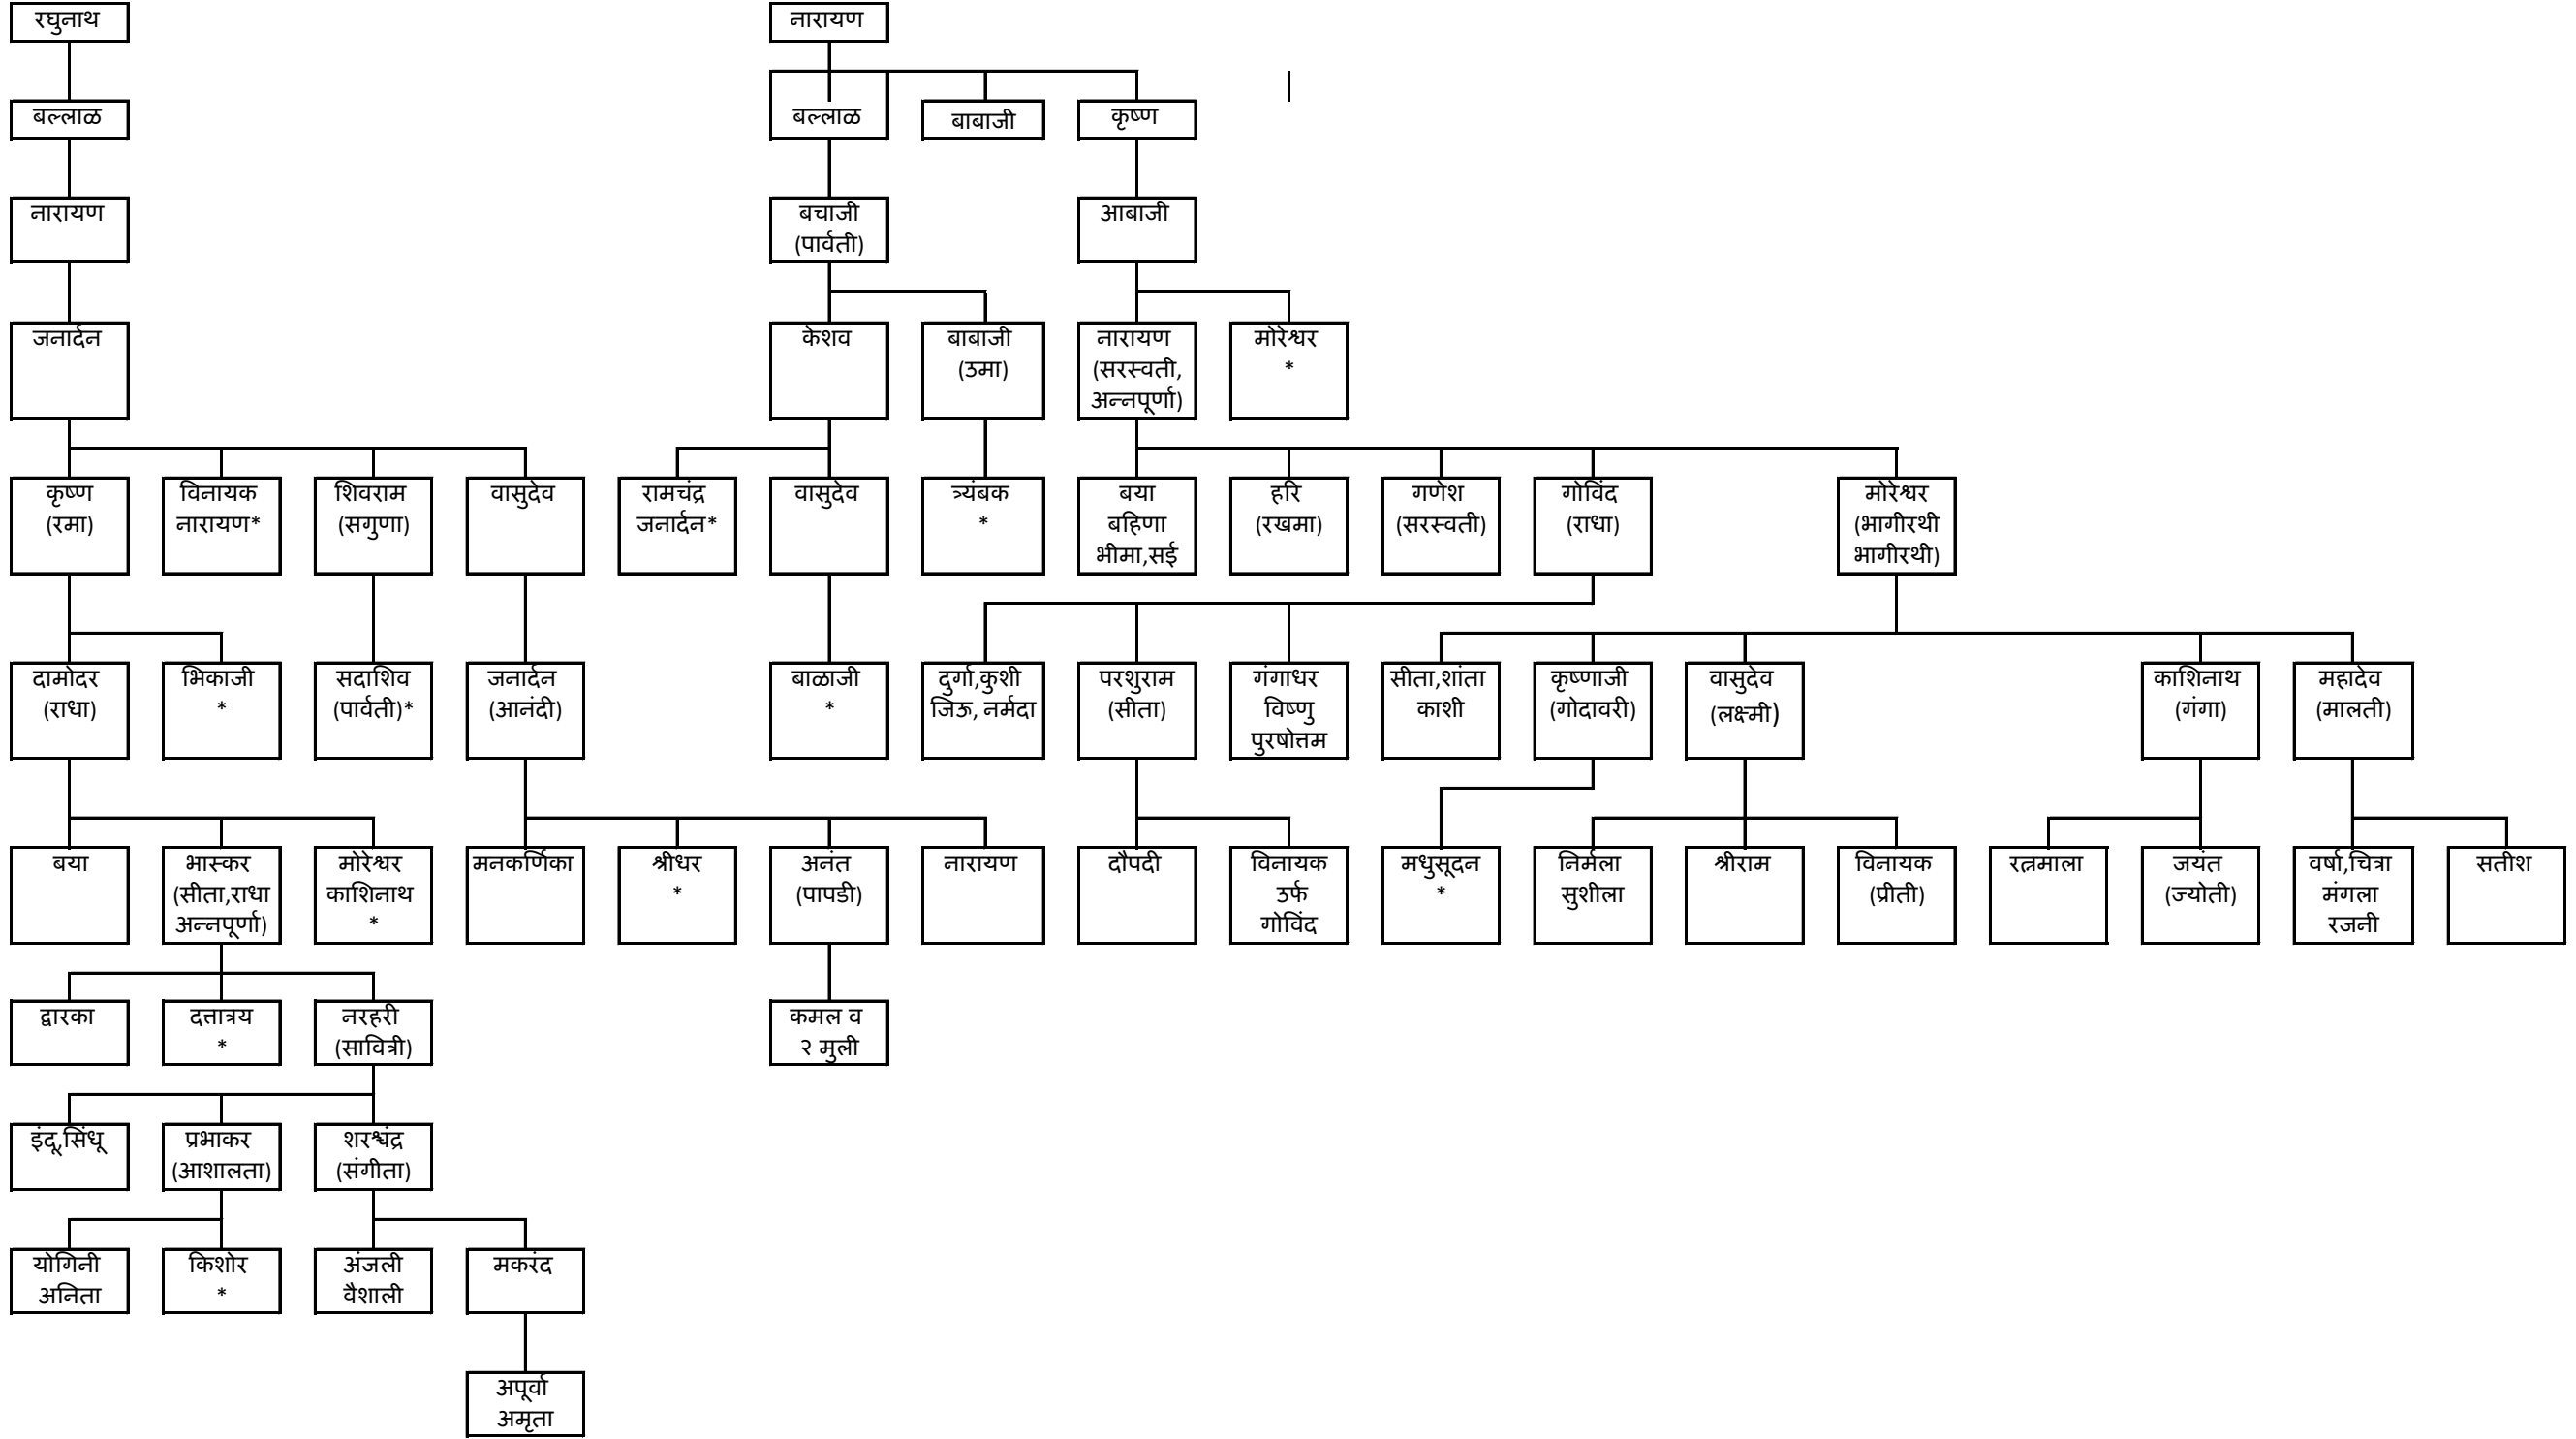 रघुनाथ
नारायण
बल्लाळ
बल्लाळ
बाबाजी
कृष्ण
नारायण
बचाजी
(पार्वती)
आबाजी
जनार्दन
केशव
बाबाजी
(उमा)
नारायण
(सरस्वती,
अन्नपूर्णा)
मोरेश्वर
*
कृष्ण
(रमा)
विनायक
नारायण*
शिवराम
(सगुणा)
वासुदेव
रामचंद्र
जनार्दन*
वासुदेव
त्र्यंबक
*
बया
बहिणा
भीमा,सई
हरि
(रखमा)
गणेश
(सरस्वती)
गोविंद
(राधा)
मोरेश्वर
(भागीरथी
भागीरथी)
दामोदर
(राधा)
भिकाजी
*
सदाशिव
(पार्वती)*
जनार्दन
(आनंदी)
बाळाजी
*
दुर्गा,कुशी
जिऊ, नर्मदा
परशुराम
(सीता)
गंगाधर
विष्णु
पुरषोत्तम
सीता,शांता
काशी
कृष्णाजी
(गोदावरी)
वासुदेव
(लक्ष्मी)
काशिनाथ
(गंगा)
महादेव
(मालती)
बया
भास्कर
(सीता,राधा
अन्नपूर्णा)
मोरेश्वर
काशिनाथ
*
मनकर्णिका
श्रीधर
*
अनंत
(पापडी)
नारायण
दौपदी
विनायक
उर्फ
गोविंद
मधुसूदन
*
निर्मला
सुशीला
श्रीराम
विनायक
(प्रीती)
रत्नमाला
जयंत
(ज्योती)
वर्षा,चित्रा
मंगला
रजनी
सतीश
द्वारका
दत्तात्रय
*
नरहरी
(सावित्री)
कमल व
२ मुली
इंदू,सिंधू
प्रभाकर
(आशालता)
शरश्चंद्र
(संगीता)
योगिनी
अनिता
किशोर
*
अंजली
वैशाली
मकरंद
अपूर्वा
अमृता